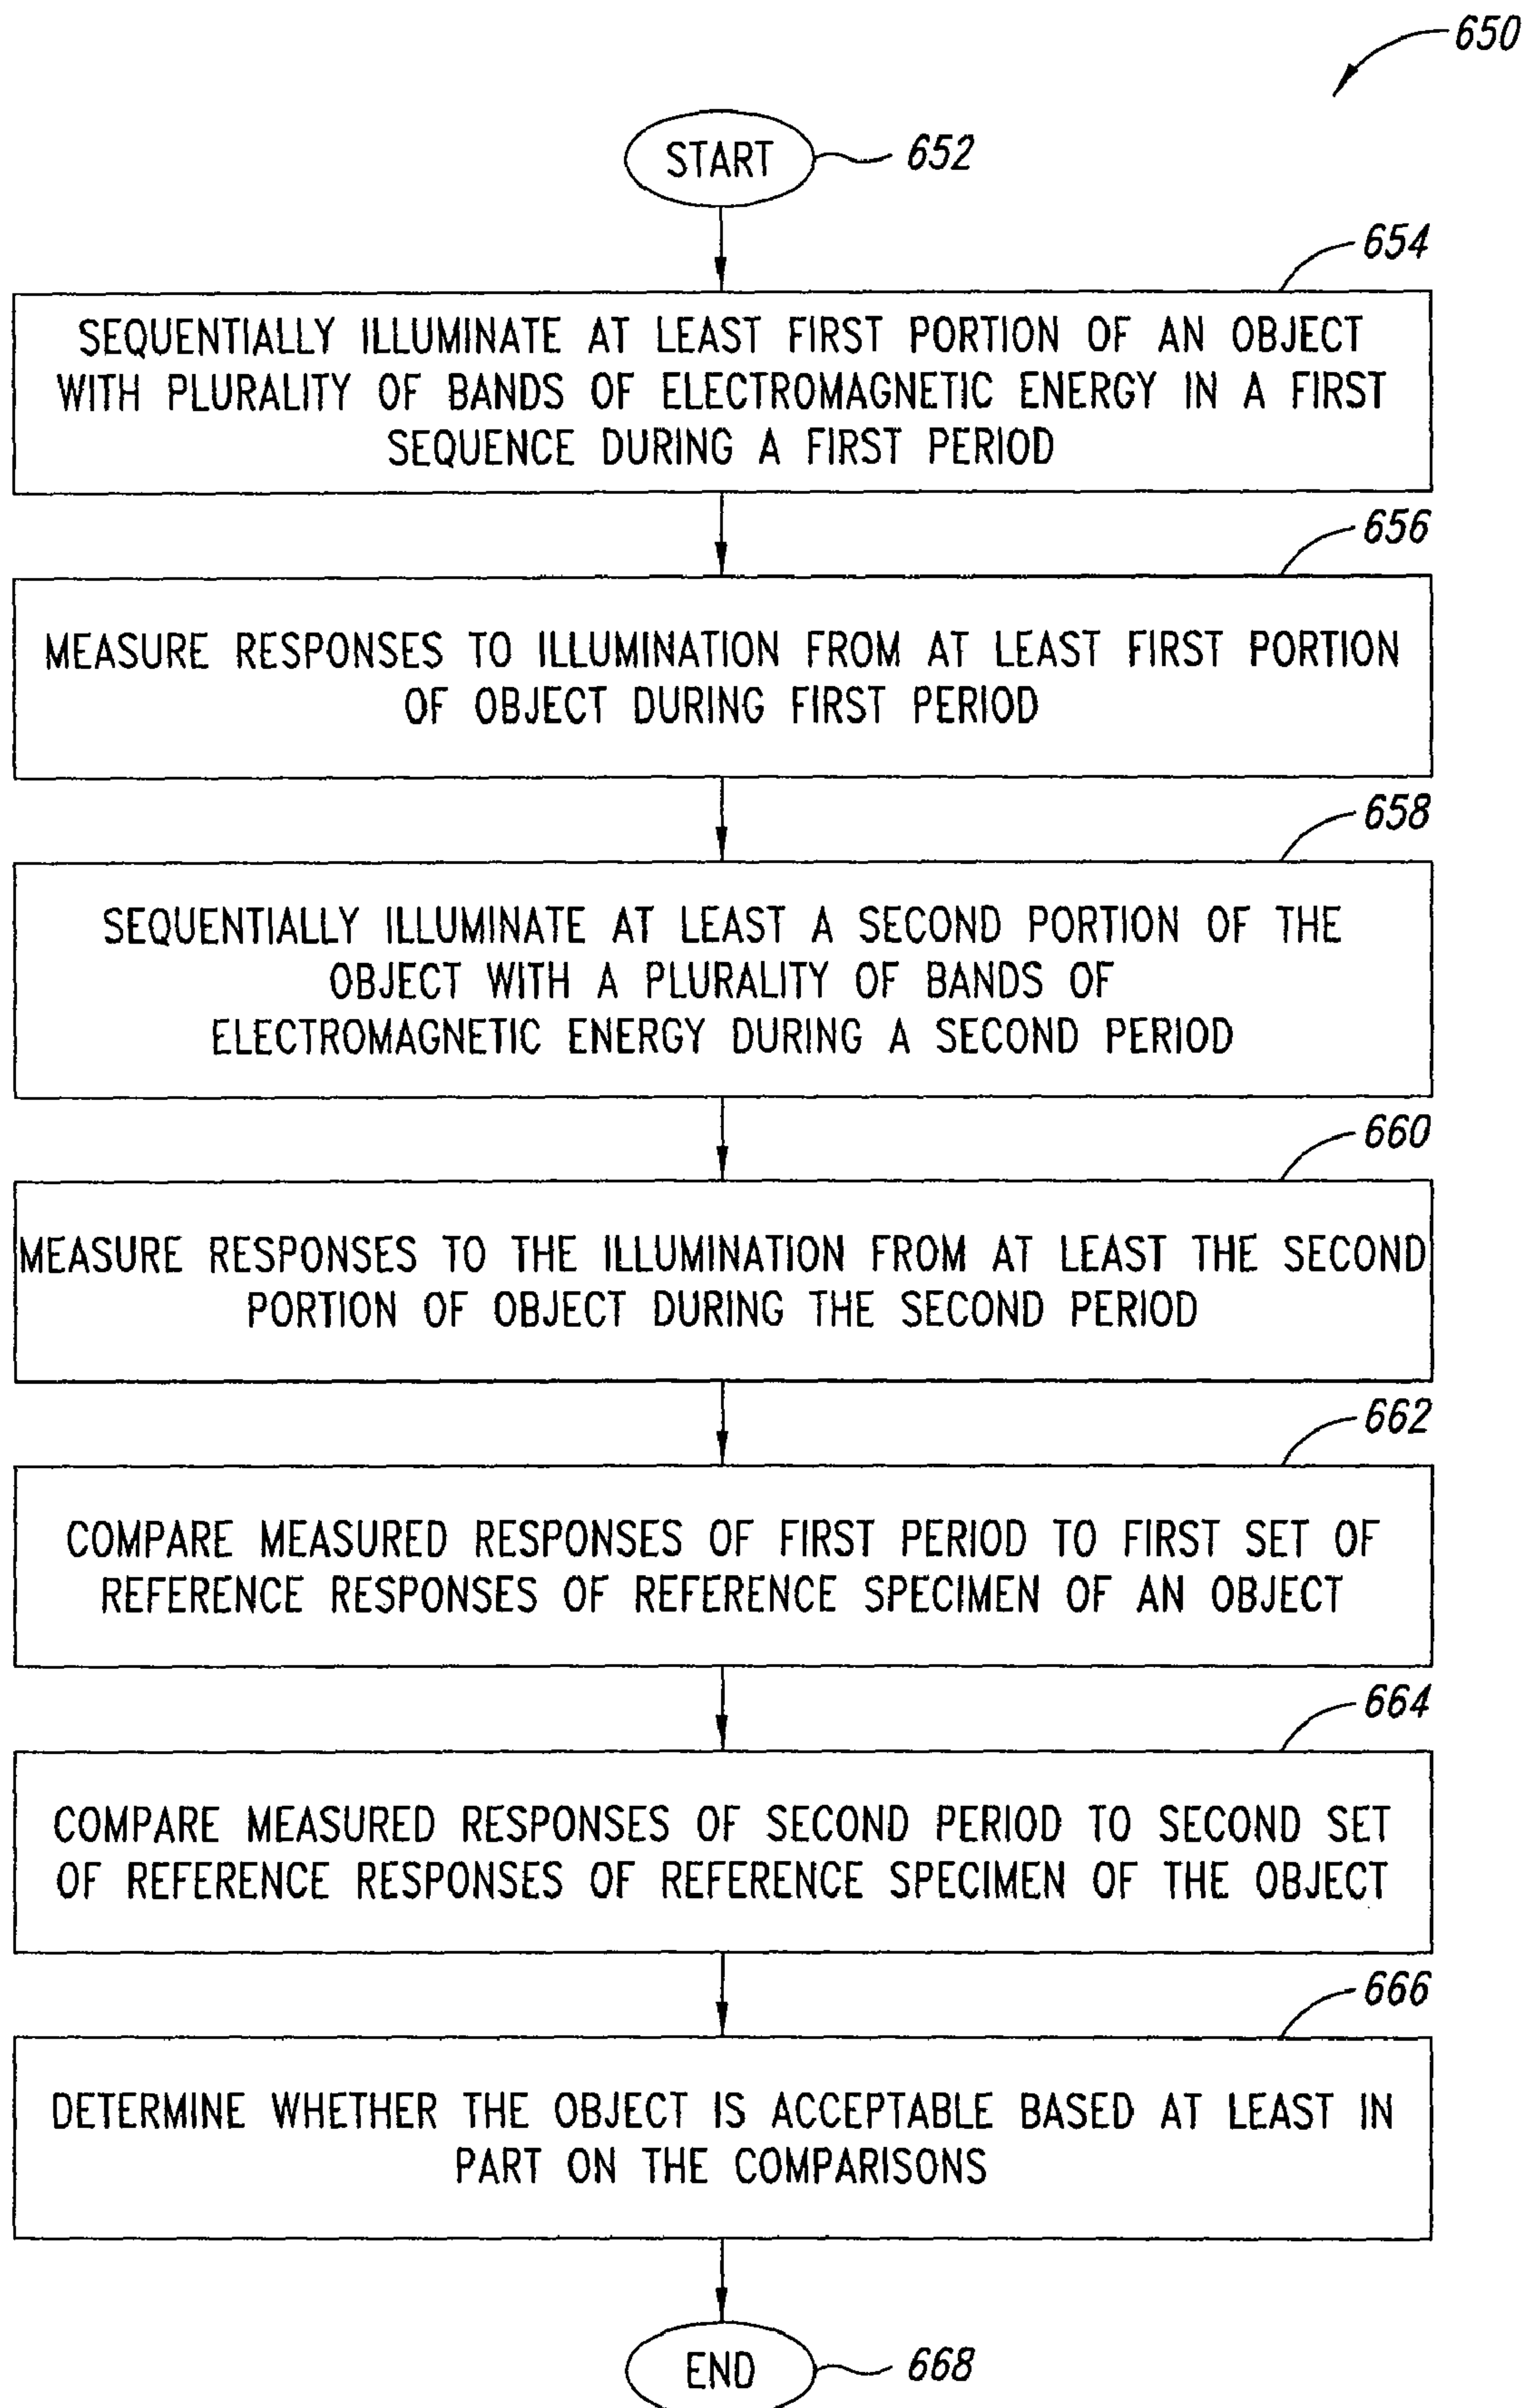 650
START
652
654
SEQUENTIALLY ILLUMINATE AT LEAST FIRST PORTION OF AN OBJECT
WITH PLURALITY OF BANDS OF ELECTROMAGNETIC ENERGY IN A FIRST
SEQUENCE DURING A FIRST PERIOD
656
MEASURE RESPONSES TO ILLUMINATION FROM AT LEAST FIRST PORTION
OF OBJECT DURING FIRST PERIOD
658
SEQUENTIALLY ILLUMINATE AT LEAST A SECOND PORTION OF THE
OBJECT WITH A PLURALITY OF BANDS OF
ELECTROMAGNETIC ENERGY DURING A SECOND PERIOD
660
MEASURE RESPONSES TO THE ILLUMINATION FROM AT LEAST THE SECOND
PORTION OF OBJECT DURING THE SECOND PERIOD
662
COMPARE MEASURED RESPONSES OF FIRST PERIOD TO FIRST SET OF
REFERENCE RESPONSES OF REFERENCE SPECIMEN OF AN OBJECT
664
COMPARE MEASURED RESPONSES OF SECOND PERIOD TO SECOND SET
OF REFERENCE RESPONSES OF REFERENCE SPECIMEN OF THE OBJECT
666
DETERMINE WHETHER THE OBJECT IS ACCEPTABLE BASED AT LEAST IN
PART ON THE COMPARISONS
END
668